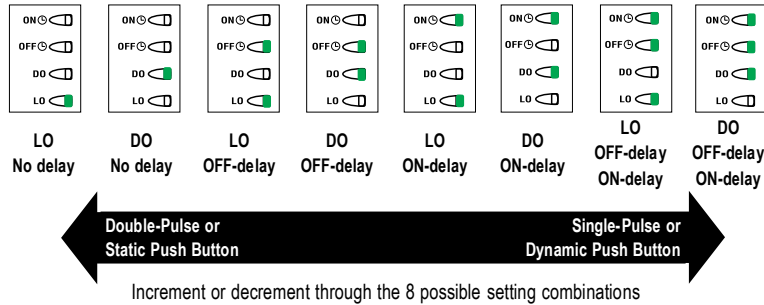 ON ON ON ON ON ON ON ON
OFF OFF OFF OFF OFF OFF OFF OFF
DO DO DO DO DO DO DO DO
LO LO LO LO LO LO LO LO
LO DO LO DO LO DO LO DO
No delay No delay OFF-delay OFF-delay ON-delay ON-delay OFF-delay OFF-delay
ON-delay ON-delay
Double-Pulse or Single-Pulse or
Static Push Button Dynamic Push Button
Increment or decrement through the 8 possible setting combinations